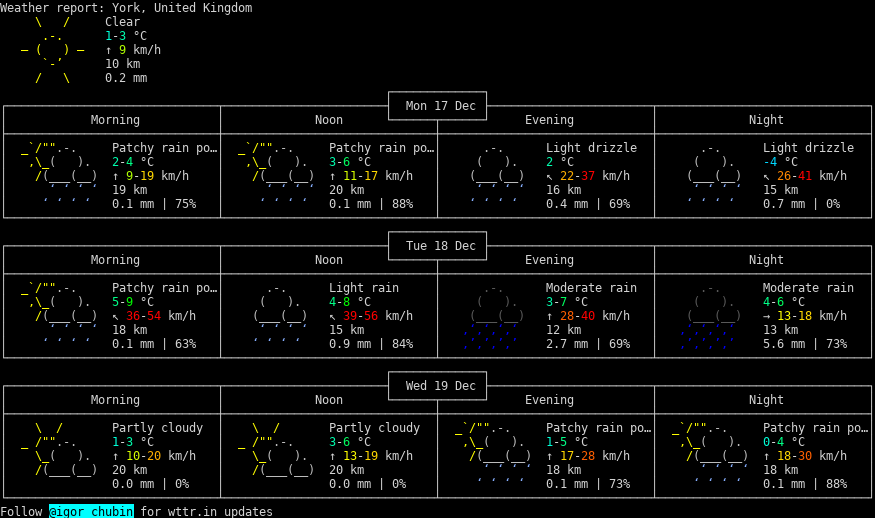 Weather report: York, United Kingdom
Clear
1-3 °C
↑ 9 km/h
10 km
0.2 mm
Mon 17 Dec
Morning Noon Evening Night
Patchy rain po… Patchy rain po… Light drizzle Light drizzle
2-4 °C 3-6 °C 2 °C -4 °C
↑ 9-19 km/h ↑ 11-17 km/h ↖ 22-37 km/h ↖ 26-41 km/h
19 km 20 km 16 km 15 km
0.1 mm | 75% 0.1 mm | 88% 0.4 mm | 69% 0.7 mm | 0%
Tue 18 Dec
Morning Noon Evening Night
Patchy rain po… Light rain Moderate rain Moderate rain
5-9 °C 4-8 °C 3-7 °C 4-6 °C
↖ 36-54 km/h ↖ 39-56 km/h ↑ 28-40 km/h → 13-18 km/h
18 km 15 km 12 km 13 km
0.1 mm | 63% 0.9 mm | 84% 2.7 mm | 69% 5.6 mm | 73%
Wed 19 Dec
Morning Noon Evening Night
Partly cloudy Partly cloudy Patchy rain po… Patchy rain po…
1-3 °C 3-6 °C 1-5 °C 0-4 °C
↑ 10-20 km/h ↑ 13-19 km/h ↑ 17-28 km/h ↑ 18-30 km/h
20 km 20 km 18 km 18 km
0.0 mm | 0% 0.0 mm | 0% 0.1 mm | 73% 0.1 mm | 88%
Follow @igor_chubin for wttr.in updates